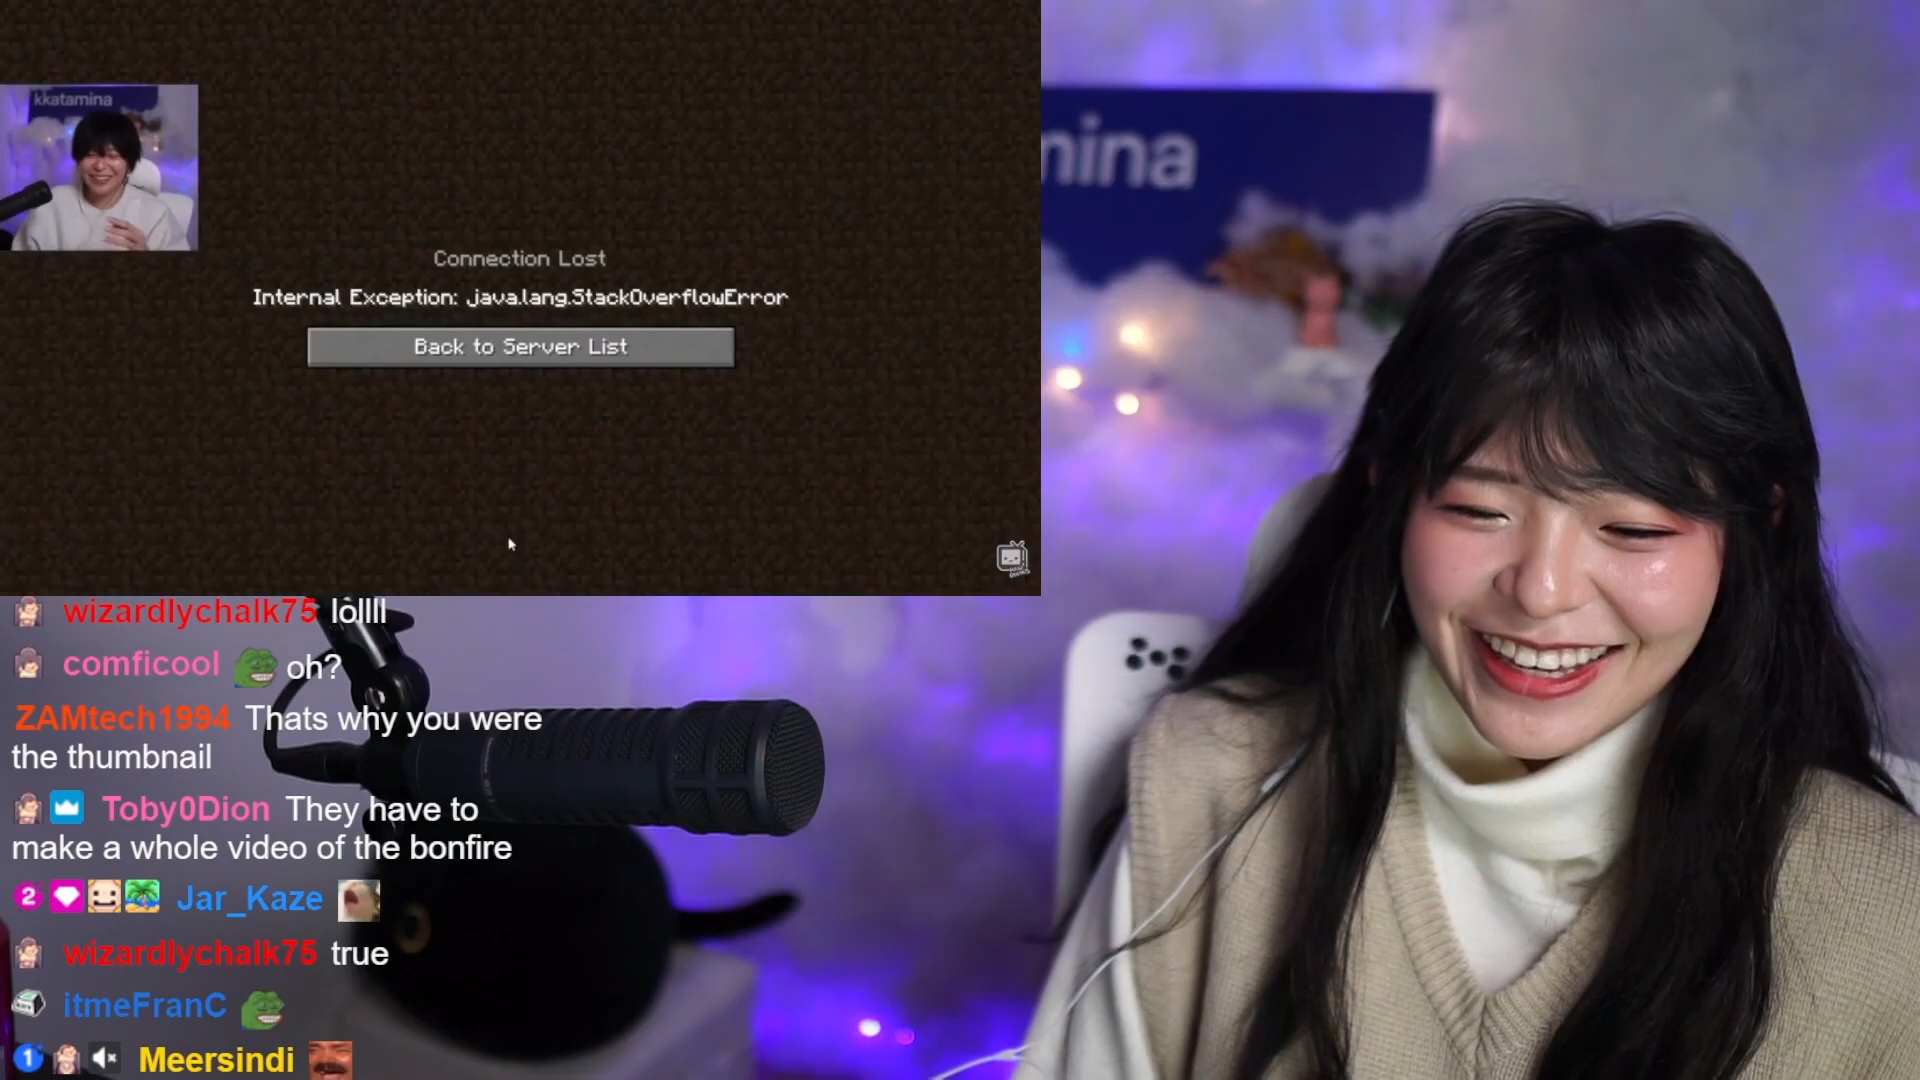 kkatamina
mina
Connection Lost
Internal Exception: java.lang.StackOverflowError
Back to Server List
wizardlychalk75 lollll
comficool oh?
ZAMtech1994 Thats why you were
the thumbnail
Toby0Dion They have to
make a whole video of the bonfire
2 Jar_Kaze
wizardlychalk75 true
itmeFranC
1 Meersindi